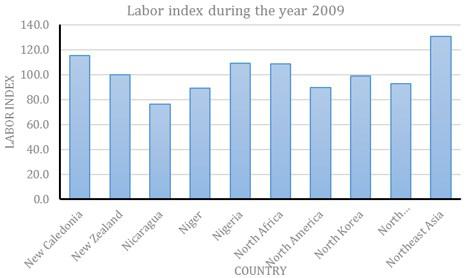 Labor index during the year 2009
LABOR INDEX
140.0
120.0
100.0
80.0
60.0
40.0
20.0
0.0
New Caledonia
New Zealand
Nicaragua
Niger
Nigeria
North Africa
North America
North Korea
North...
Northeast Asia
COUNTRY